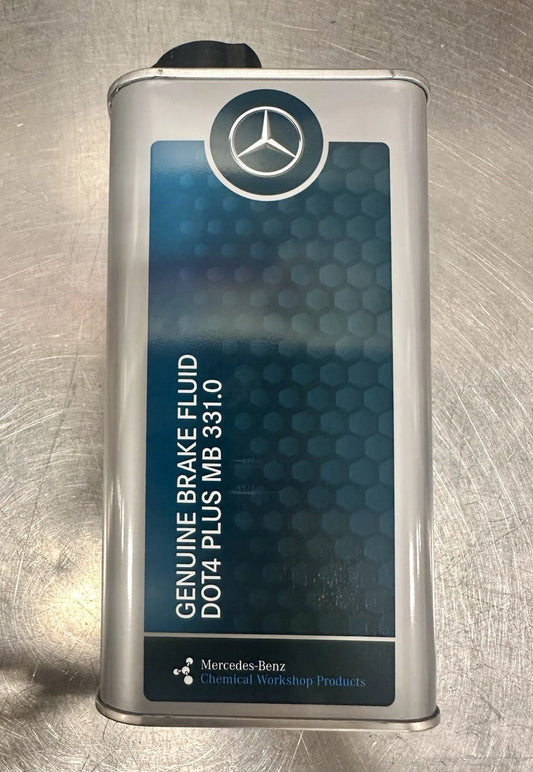 GENUINE BRAKE FLUID
DOT4 PLUS MB 331.0
Mercedes-Benz
Chemical Workshop Products